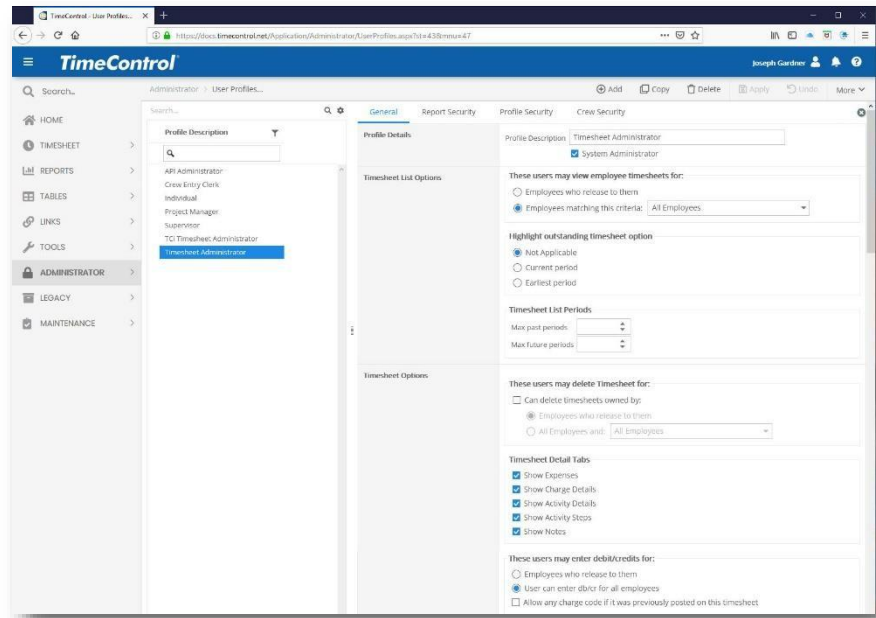 TimeControl - User Profiles...
https://docs.timecontrol.net/Application/Administrator/UserProfiles.aspx?st=438mnu=47
TimeControl
Joseph Gardner
Search...
Administrator > User Profiles...
Add
Copy
Delete
Apply
Undo
More
HOME
TIMESHEET
REPORTS
TABLES
LINKS
TOOLS
ADMINISTRATOR
LEGACY
MAINTENANCE
Search...
Profile Description
API Administrator
Crew Entry Clerk
Individual
Project Manager
Supervisor
TCI Timesheet Administrator
Timesheet Administrator
General
Report Security
Profile Security
Crew Security
Profile Details
Profile Description Timesheet Administrator
System Administrator
Timesheet List Options
These users may view employee timesheets for:
Employees who release to them
Employees matching this criteria: All Employees
Highlight outstanding timesheet option
Not Applicable
Current period
Earliest period
Timesheet List Periods
Max past periods
Max future periods
Timesheet Options
These users may delete Timesheet for:
Can delete timesheets owned by:
Employees who release to them
All Employees and: All Employees
Timesheet Detail Tabs
Show Expenses
Show Charge Details
Show Activity Details
Show Activity Steps
Show Notes
These users may enter debit/credits for:
Employees who release to them
User can enter db/cr for all employees
Allow any charge code if it was previously posted on this timesheet